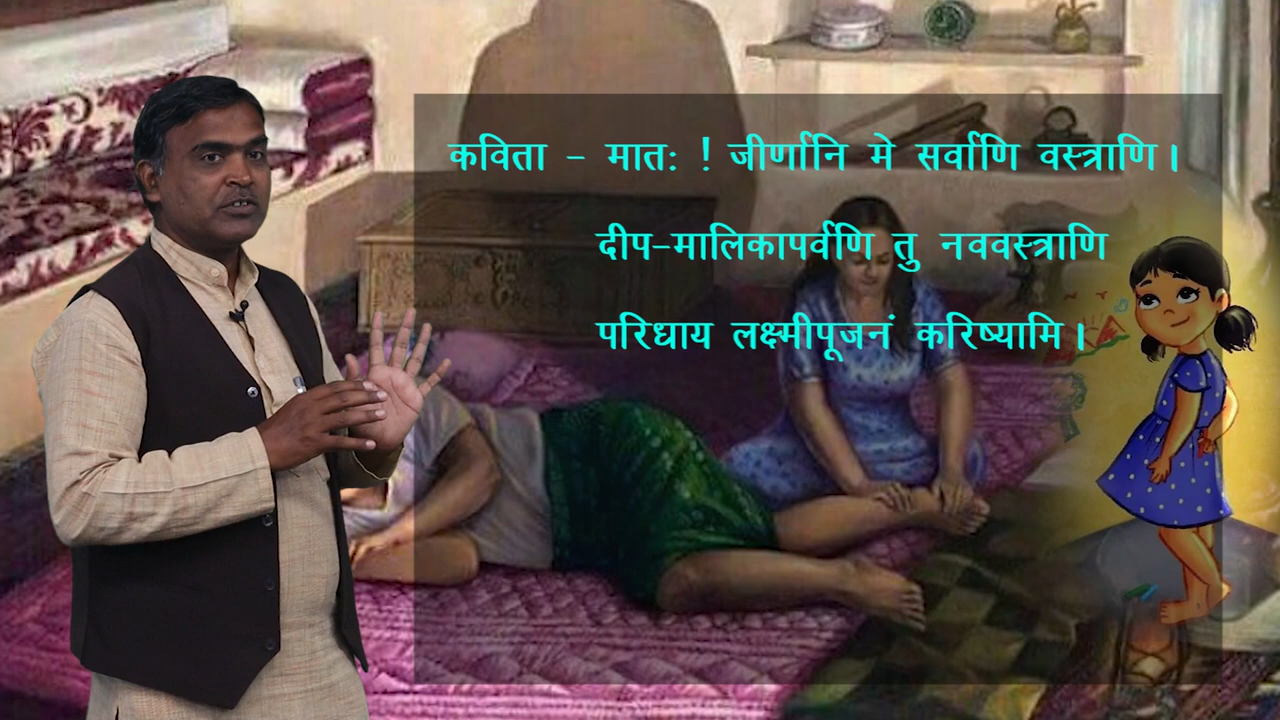 कविता - मातः ! जीर्णानि मे सर्वाणि वस्त्राणि।
दीप-मालिकापर्वणि तु नववस्त्राणि
परिधाय लक्ष्मीपूजनं करिष्यामि।